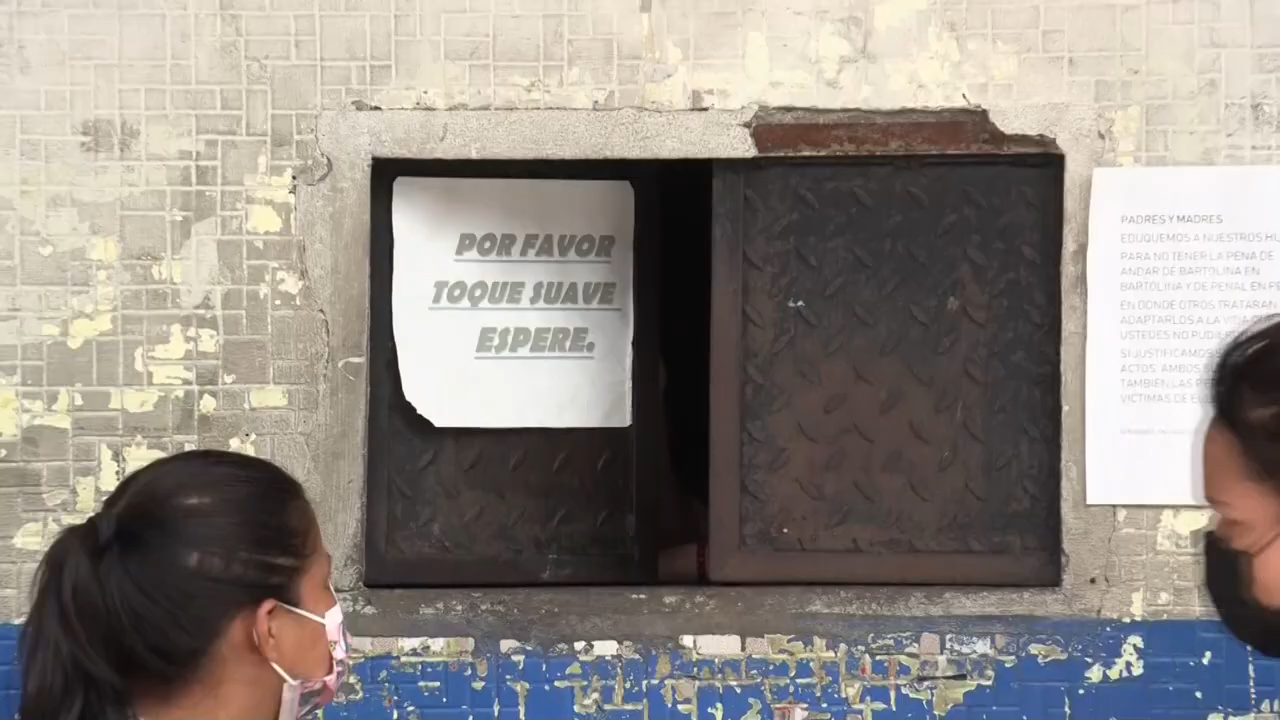 POR FAVOR
TOQUE SUAVE
ESPERE.
PADRES Y MADRES
EDUQUEMOS A NUESTROS
PARA NO TENER LA PENA DE
ANDAR DE BARTOLINA EN
BARTOLINA Y DE PENAL EN
EN DONDE OTROS TRATARAN
ADAPTARLOS A LA
USTEDES NO
SI JUSTIFICAMOS
ACTOS AMBOS
TAMBIEN LAS
VICTIMAS DE